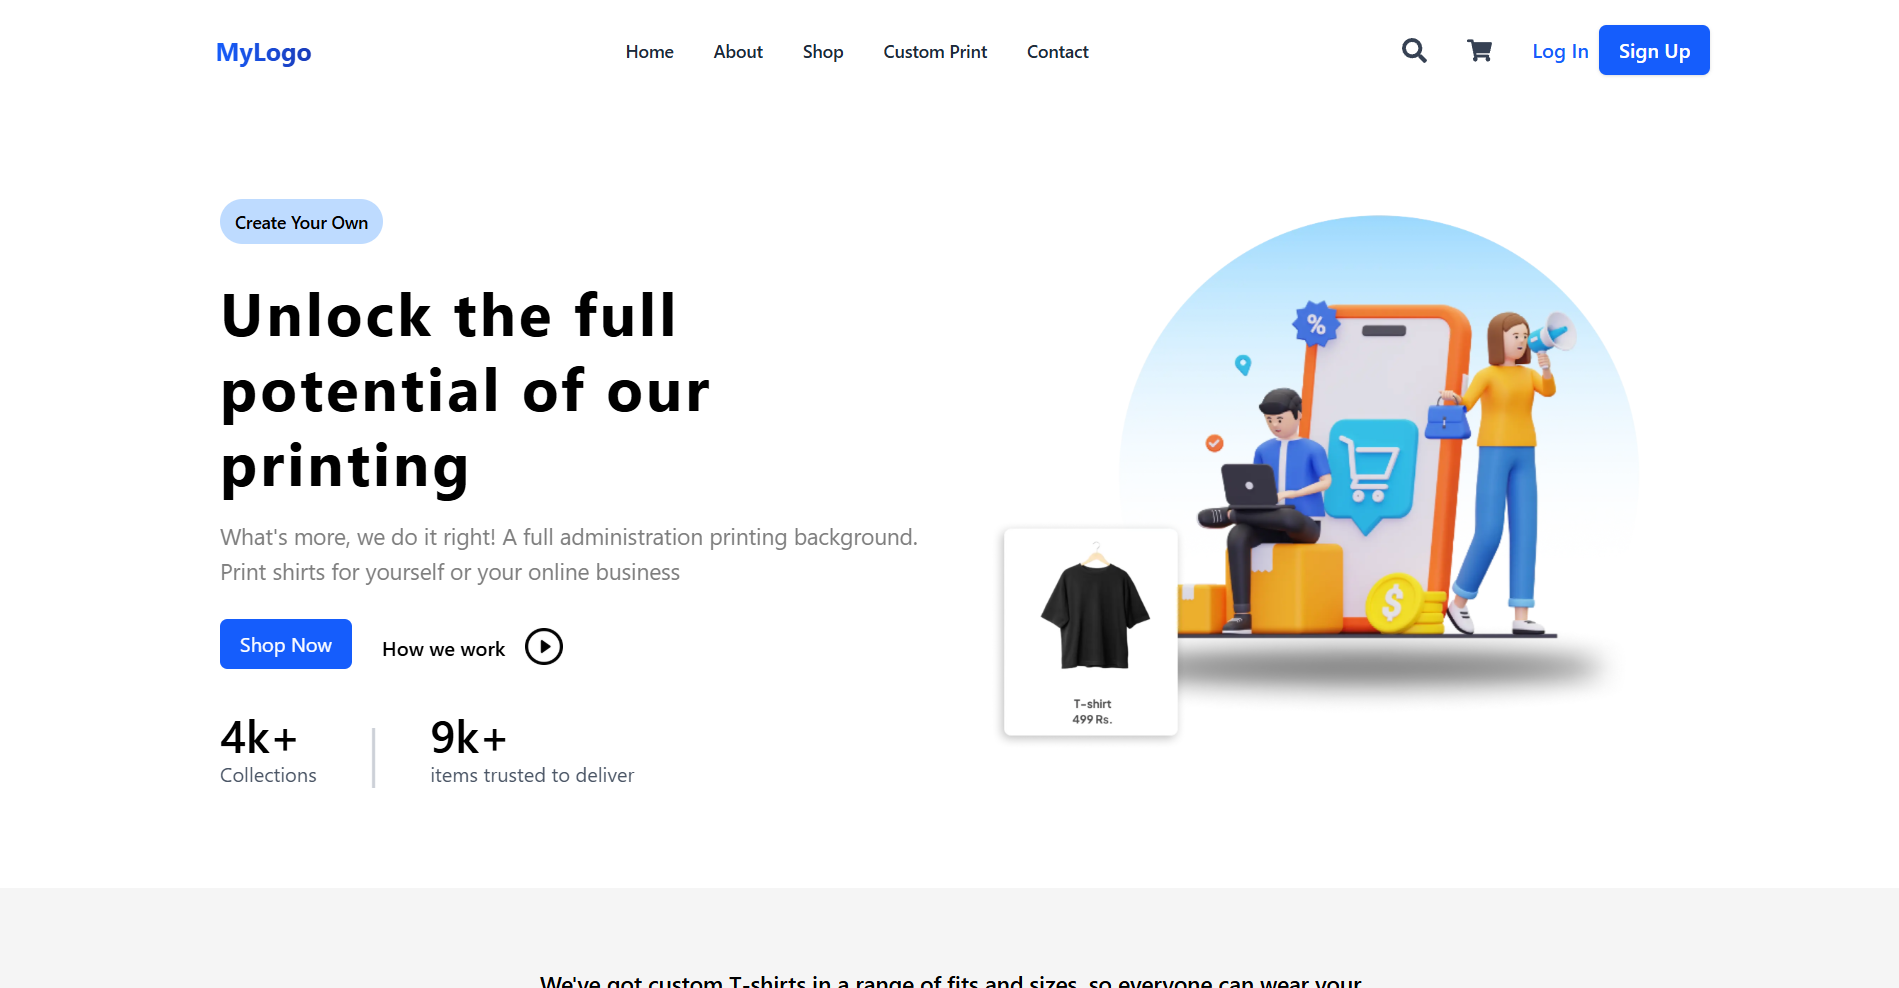 MyLogo
Home About Shop Custom Print Contact
Log In Sign Up
Create Your Own
Unlock the full
potential of our
printing
What's more, we do it right! A full administration printing background.
Print shirts for yourself or your online business
Shop Now
How we work
4k+
Collections
9k+
items trusted to deliver
%
$
T-shirt
499 Rs.
We've got custom T-shirts in a range of fits and sizes, so everyone can wear your